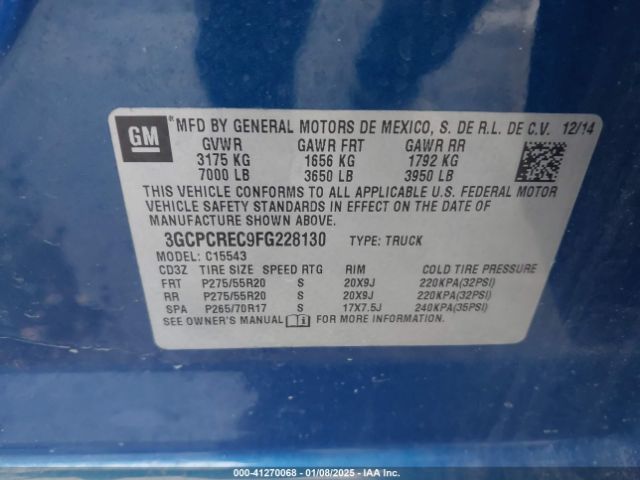 GM
MFD BY GENERAL MOTORS DE MEXICO, S. DE R.L. DE C.V. 12/14
GVWR GAWR FRT GAWR RR
3175 KG 1656 KG 1792 KG
7000 LB 3650 LB 3950 LB
THIS VEHICLE CONFORMS TO ALL APPLICABLE U.S. FEDERAL MOTOR
VEHICLE SAFETY STANDARDS IN EFFECT ON THE DATE OF
MANUFACTURE SHOWN ABOVE.
3GCPCREC9FG228130 TYPE: TRUCK
MODEL: C15543
CD3Z TIRE SIZE SPEED RTG RIM COLD TIRE PRESSURE
FRT P275/55R20 S 20X9J 220KPA(32PSI)
RR P275/55R20 S 20X9J 220KPA(32PSI)
SPA P265/70R17 S 17X7.5J 240KPA(35PSI)
SEE OWNER'S MANUAL FOR MORE INFORMATION.
000-41270068 - 01/08/2025 - IAA Inc.